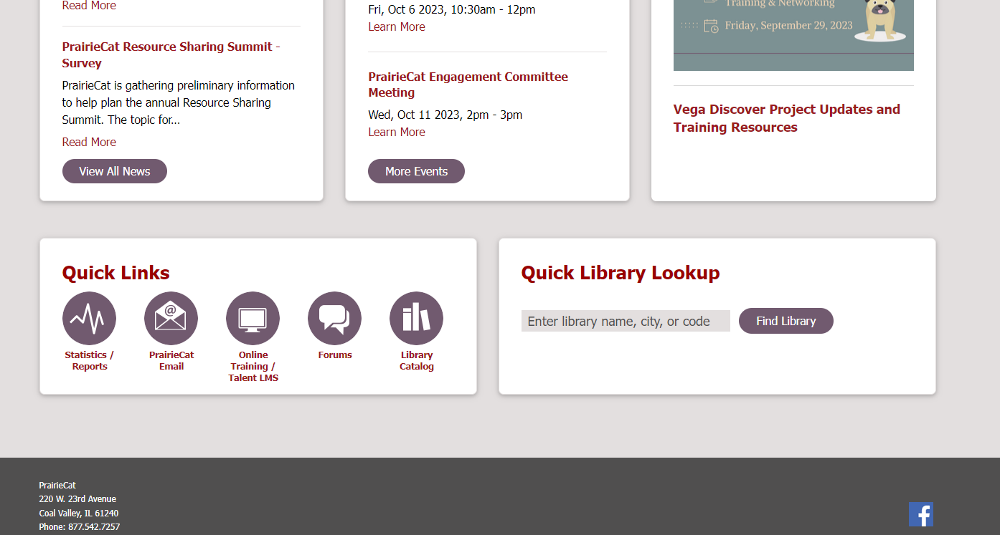 Read More
PrairieCat Resource Sharing Summit -
Survey
PrairieCat is gathering preliminary information
to help plan the annual Resource Sharing
Summit. The topic for...
Read More
View All News
Fri, Oct 6 2023, 10:30am - 12pm
Learn More
PrairieCat Engagement Committee
Meeting
Wed, Oct 11 2023, 2pm - 3pm
Learn More
More Events
Training & Networking
Friday, September 29, 2023
Vega Discover Project Updates and
Training Resources
Quick Links
Statistics /
Reports
@
PrairieCat
Email
Online
Training /
Talent LMS
Forums
Library
Catalog
Quick Library Lookup
Enter library name, city, or code
Find Library
PrairieCat
220 W. 23rd Avenue
Coal Valley, IL 61240
Phone: 877.542.7257
f